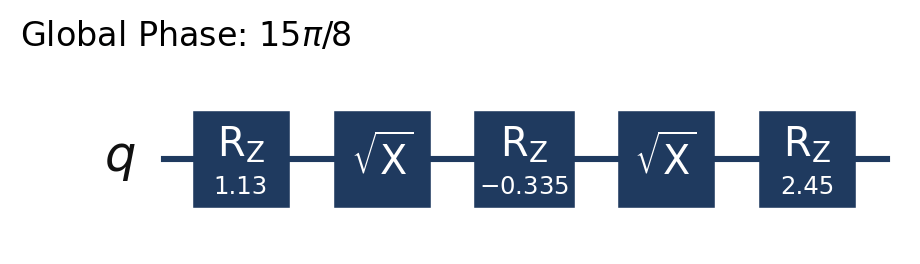 Global Phase: 15π/8
q R_Z √X R_Z √X R_Z
1.13 −0.335 2.45